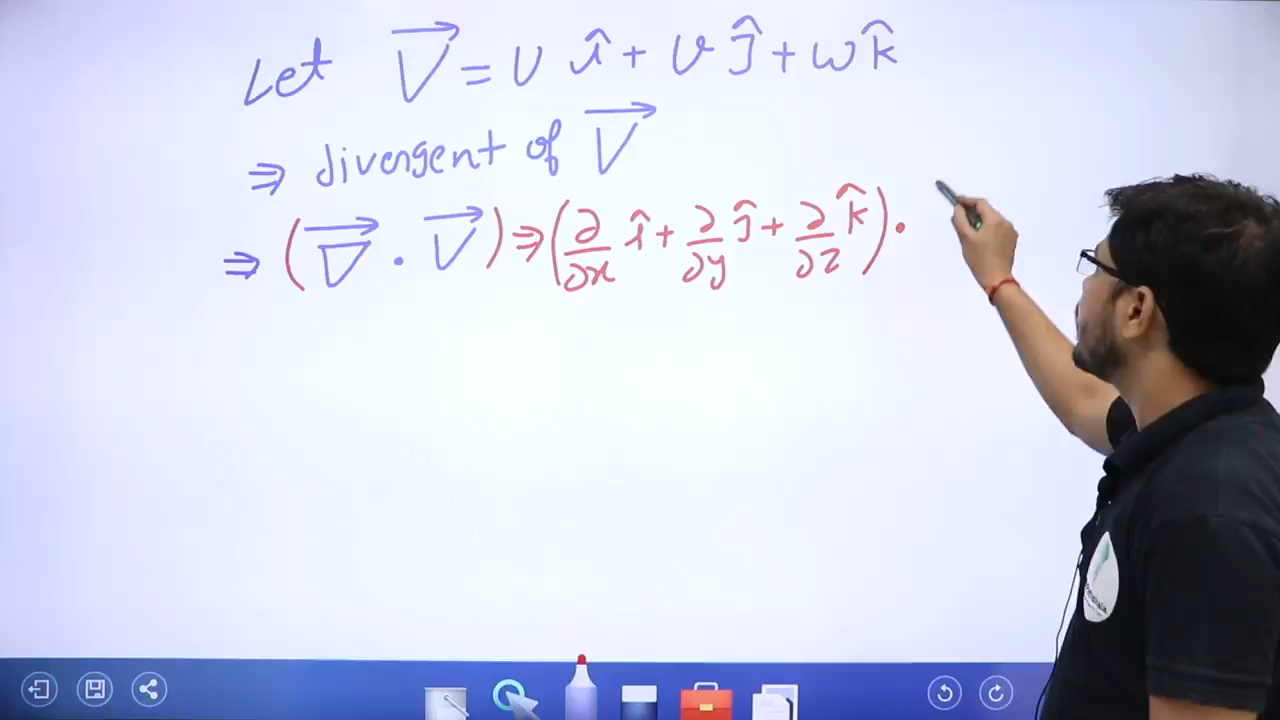 Let V⃗ = U î + v ĵ + w k̂
⇒ divergent of V⃗
⇒ (∇⃗ . V⃗) ⇒ (∂/∂x î + ∂/∂y ĵ + ∂/∂z k̂) .